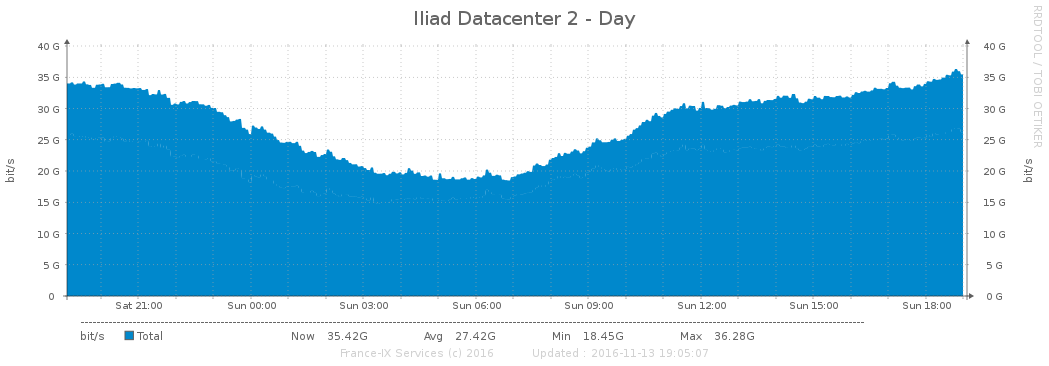 Iliad Datacenter 2 - Day
RRDTOOL / TOBI OETIKER
40 G 40 G
35 G 35 G
30 G 30 G
25 G 25 G
20 G 20 G
15 G 15 G
10 G 10 G
5 G 5 G
0 0 G
bit/s bit/s
Sat 21:00 Sun 00:00 Sun 03:00 Sun 06:00 Sun 09:00 Sun 12:00 Sun 15:00 Sun 18:00
bit/s Total Now 35.42G Avg 27.42G Min 18.45G Max 36.28G
France-IX Services (c) 2016 Updated : 2016-11-13 19:05:07